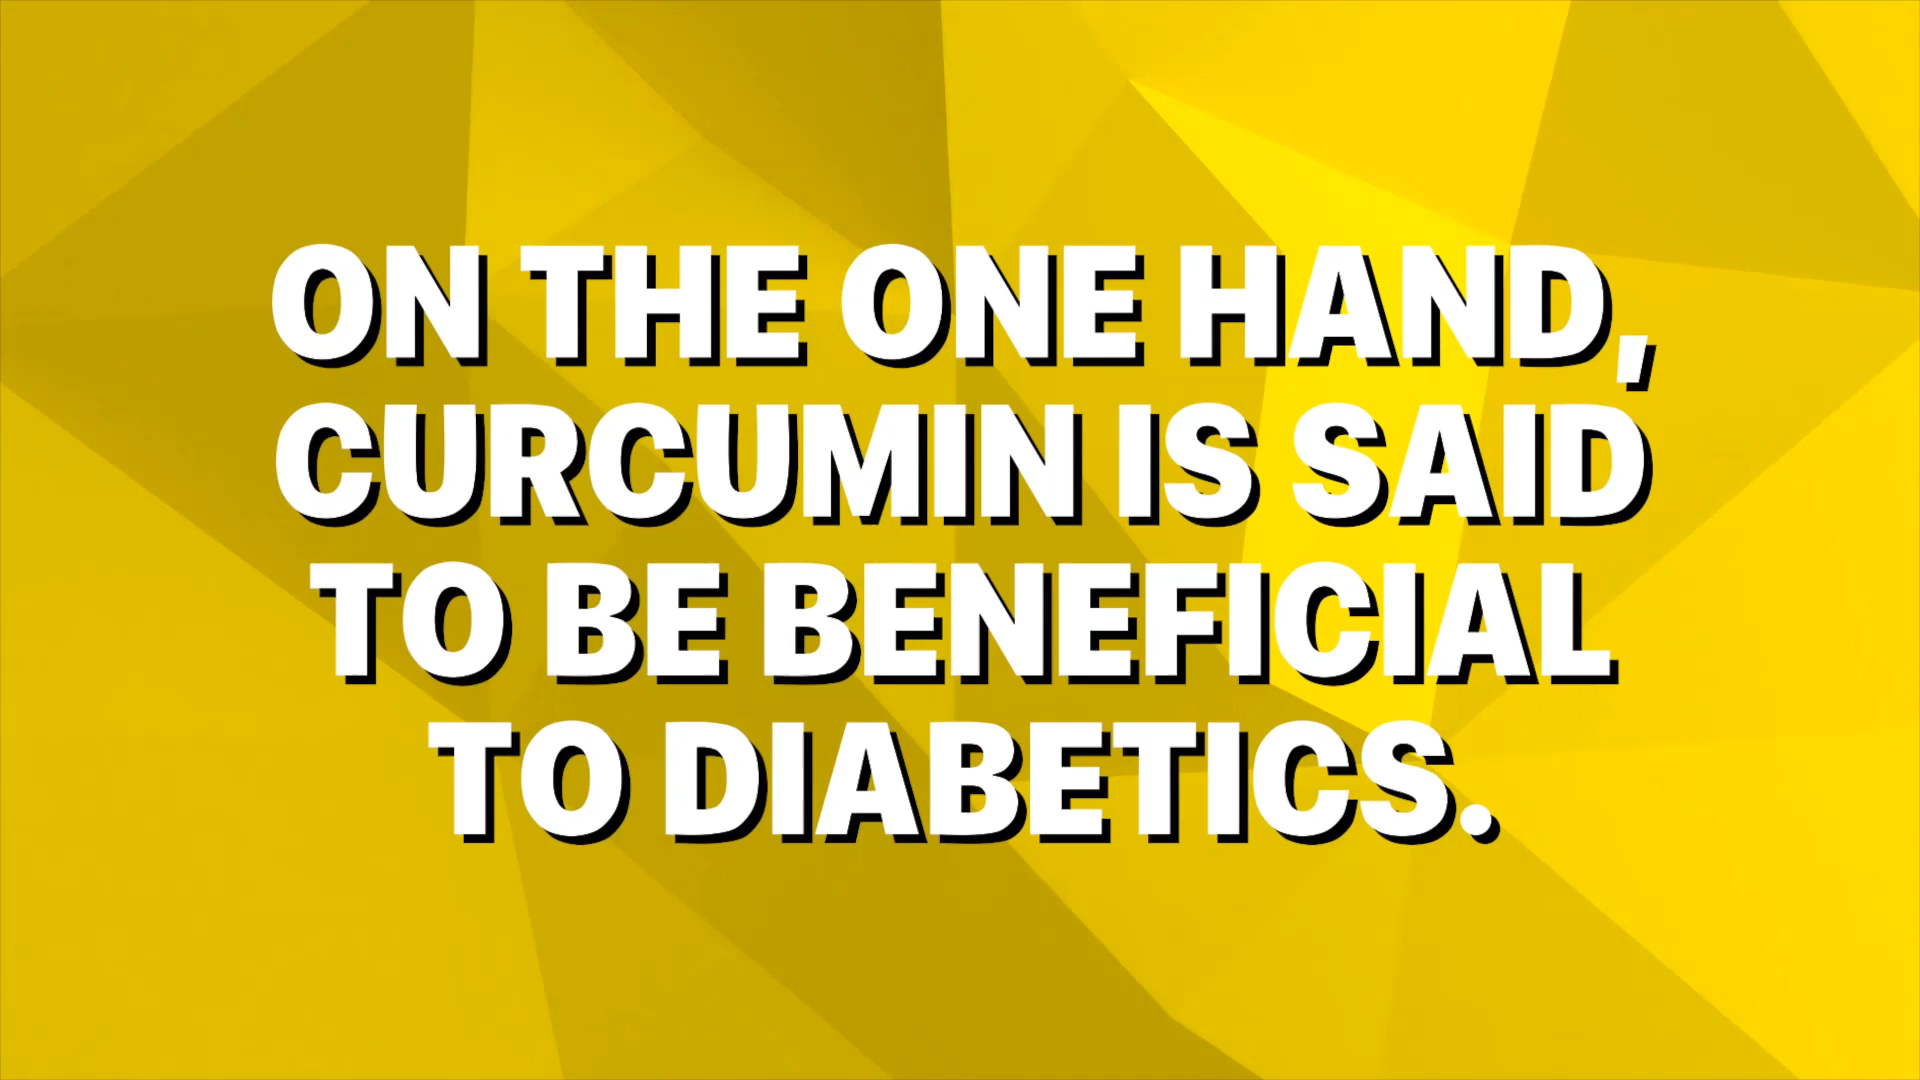 ON THE ONE HAND,
CURCUMIN IS SAID
TO BE BENEFICIAL
TO DIABETICS.